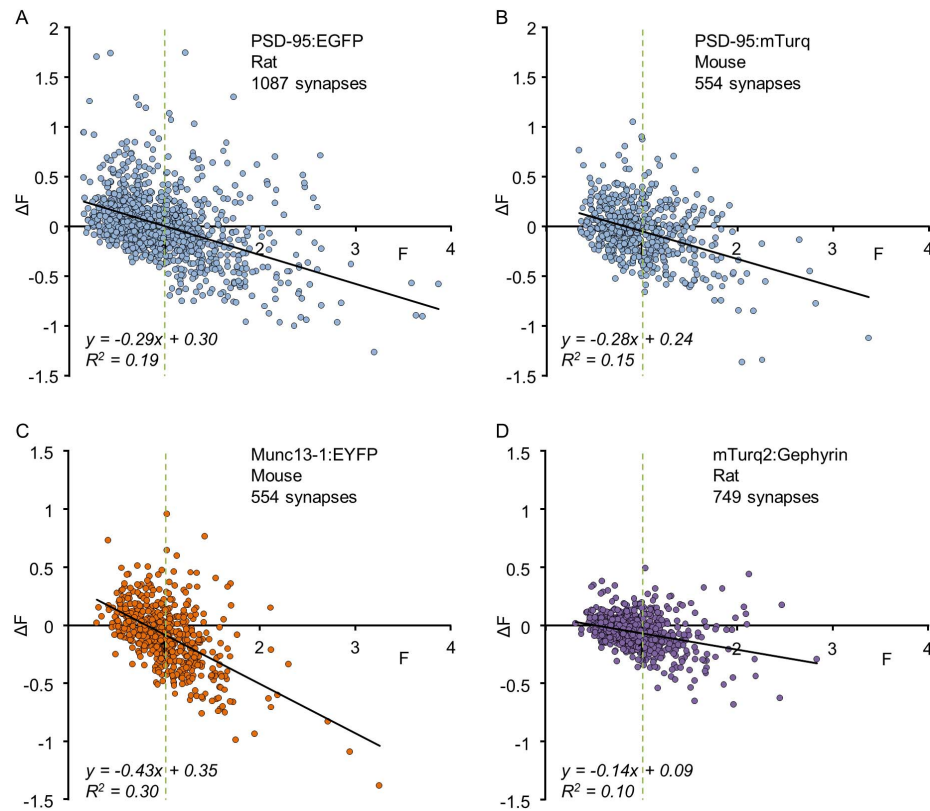 A
2
1.5
1
0.5
0
-0.5
-1
-1.5
ΔF
PSD-95:EGFP
Rat
1087 synapses
2
3
4
F
y = -0.29x + 0.30
R² = 0.19
B
2
1.5
1
0.5
0
-0.5
-1
-1.5
ΔF
PSD-95:mTurq
Mouse
554 synapses
2
3
4
F
y = -0.28x + 0.24
R² = 0.15
C
1.5
1
0.5
0
-0.5
-1
-1.5
ΔF
Munc13-1:EYFP
Mouse
554 synapses
2
3
4
F
y = -0.43x + 0.35
R² = 0.30
D
1.5
1
0.5
0
-0.5
-1
-1.5
ΔF
mTurq2:Gephyrin
Rat
749 synapses
2
3
4
F
y = -0.14x + 0.09
R² = 0.10